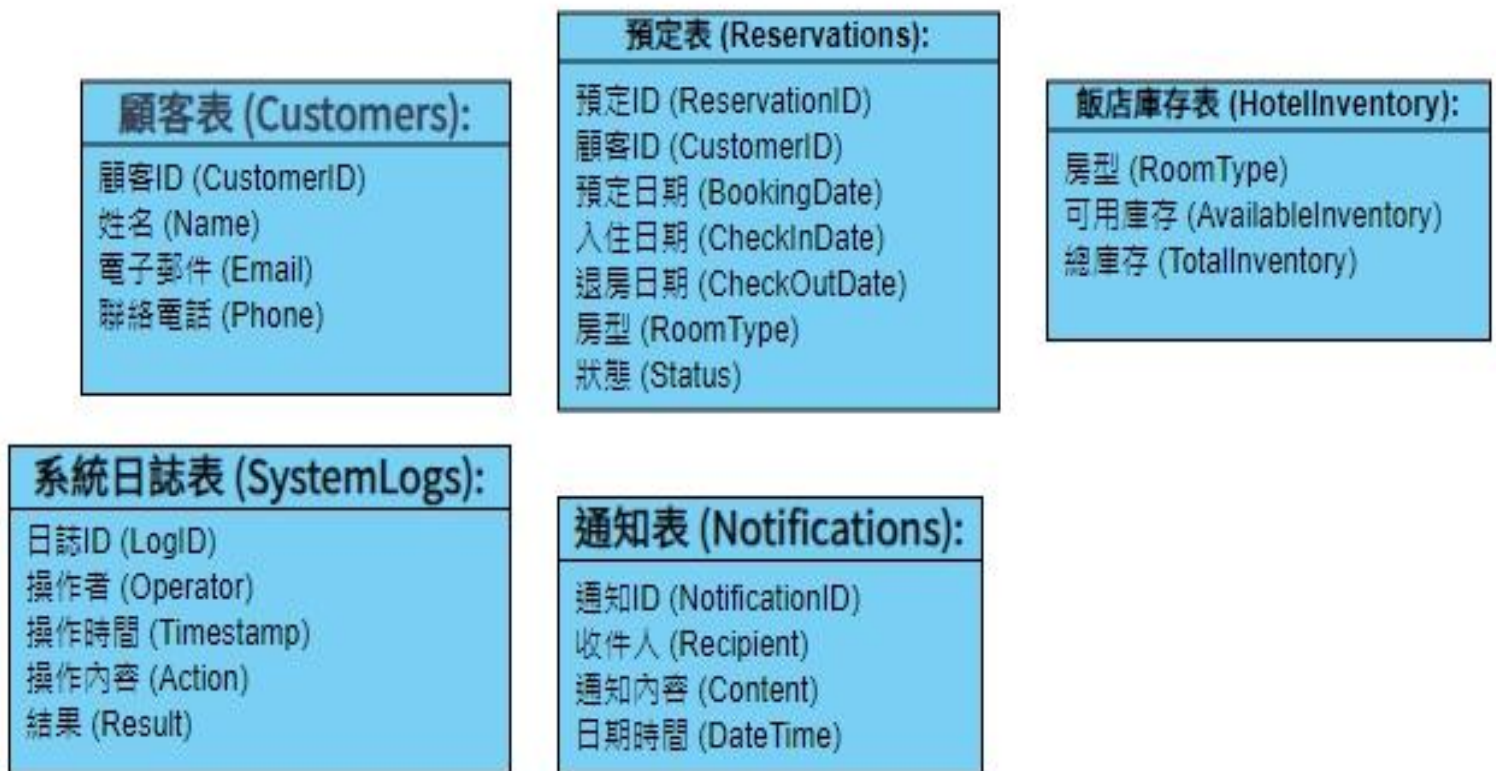 顧客表 (Customers):
顧客ID (CustomerID)
姓名 (Name)
電子郵件 (Email)
聯絡電話 (Phone)
預定表 (Reservations):
預定ID (ReservationID)
顧客ID (CustomerID)
預定日期 (BookingDate)
入住日期 (CheckInDate)
退房日期 (CheckOutDate)
房型 (RoomType)
狀態 (Status)
飯店庫存表 (HotelInventory):
房型 (RoomType)
可用庫存 (AvailableInventory)
總庫存 (TotalInventory)
系統日誌表 (SystemLogs):
日誌ID (LogID)
操作者 (Operator)
操作時間 (Timestamp)
操作內容 (Action)
結果 (Result)
通知表 (Notifications):
通知ID (NotificationID)
收件人 (Recipient)
通知內容 (Content)
日期時間 (DateTime)